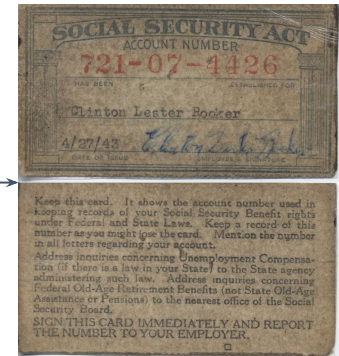 SOCIAL SECURITY ACT
ACCOUNT NUMBER
721-07-4426
HAS BEEN ESTABLISHED FOR
Clinton Lester Rooker
4/27/43
DATE OF ISSUE EMPLOYEE'S SIGNATURE
Keep this card. It shows the account number used in
keeping records of your Social Security Benefit rights
under Federal and State Laws. Keep a record of this
number as you might lose the card. Mention the number
in all letters regarding your account.
Address inquiries concerning Unemployment Compensa-
tion (if there is a law in your State) to the State agency
administering such law. Address inquiries concerning
Federal Old-Age Retirement Benefits (not State Old-Age
Assistance or Pensions) to the nearest office of the Social
Security Board.
SIGN THIS CARD IMMEDIATELY AND REPORT
THE NUMBER TO YOUR EMPLOYER.